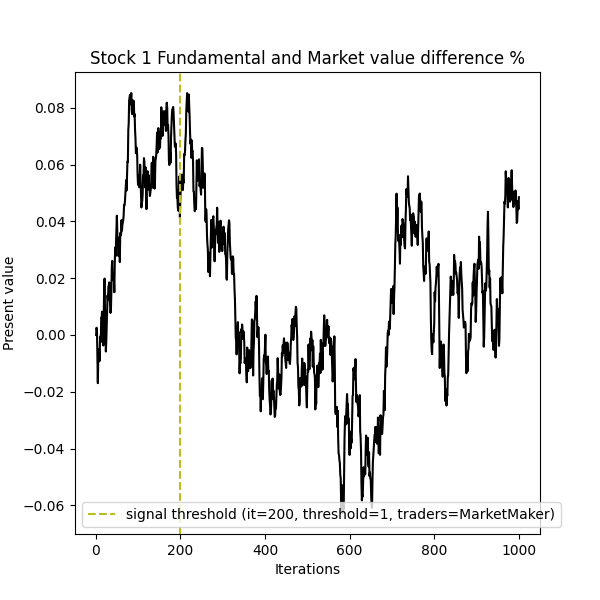 Stock 1 Fundamental and Market value difference %
Present value
0.08
0.06
0.04
0.02
0.00
−0.02
−0.04
−0.06
signal threshold (it=200, threshold=1, traders=MarketMaker)
0 200 400 600 800 1000
Iterations